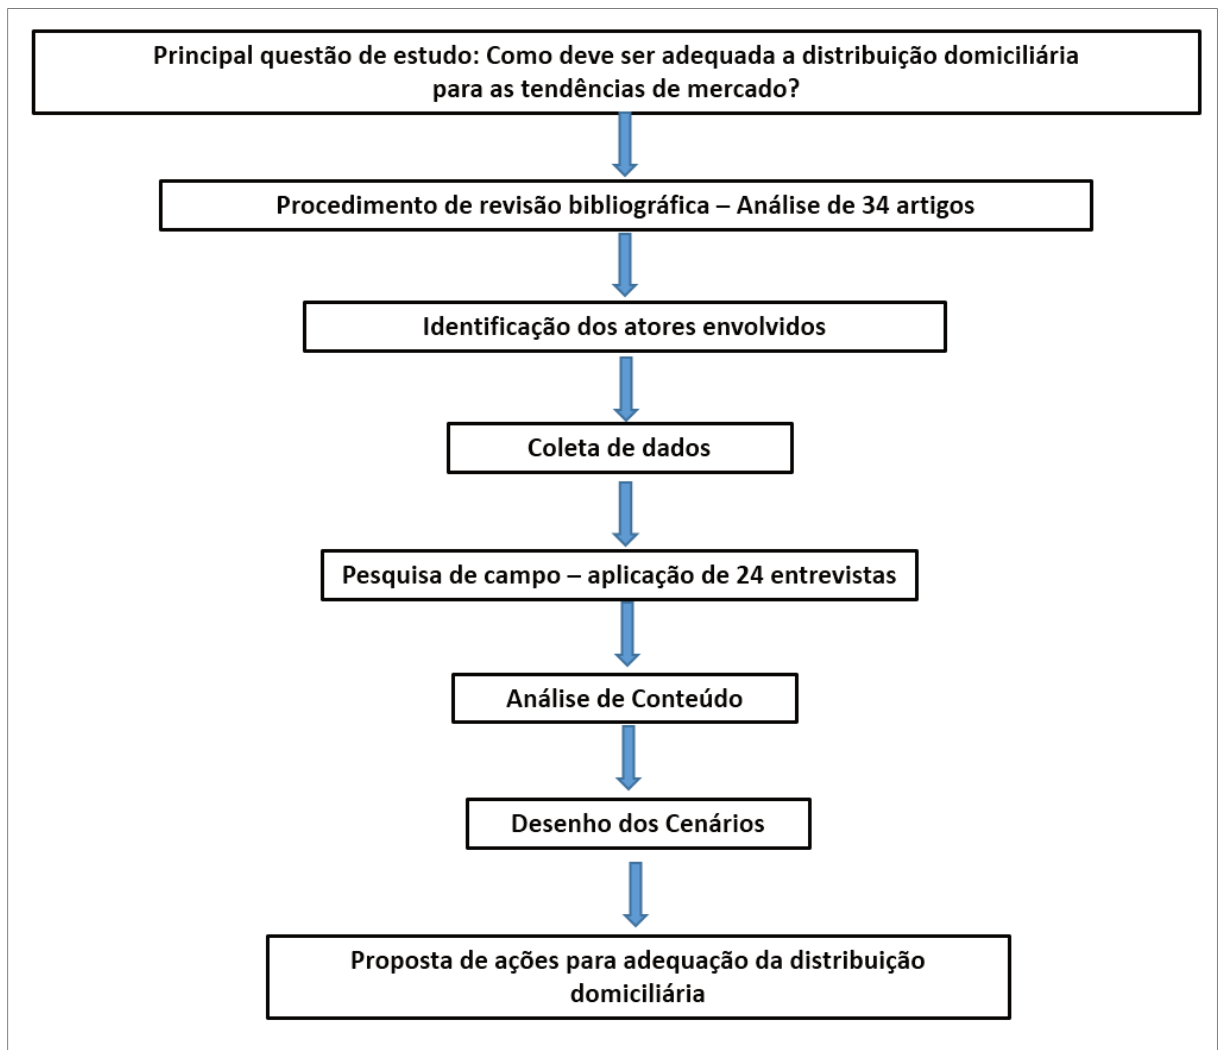 Principal questão de estudo: Como deve ser adequada a distribuição domiciliária
para as tendências de mercado?
Procedimento de revisão bibliográfica – Análise de 34 artigos
Identificação dos atores envolvidos
Coleta de dados
Pesquisa de campo – aplicação de 24 entrevistas
Análise de Conteúdo
Desenho dos Cenários
Proposta de ações para adequação da distribuição
domiciliária